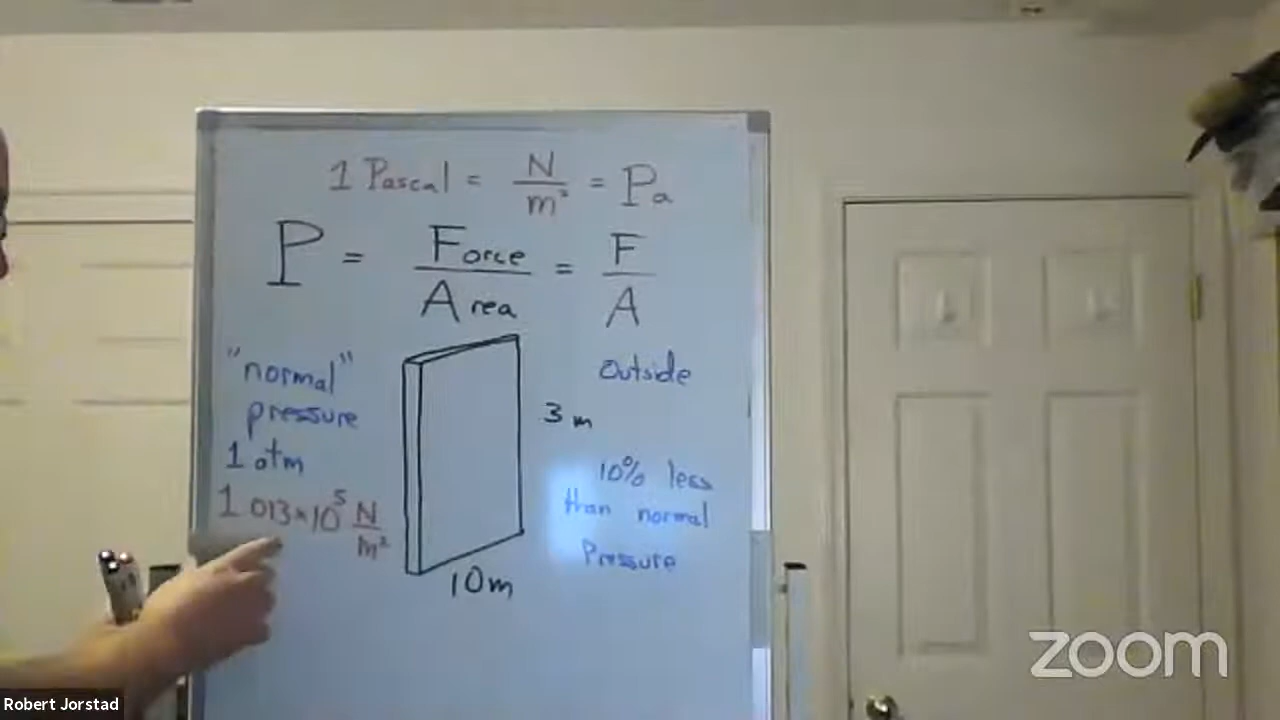 1 Pascal = N/m² = Pa
P = Force/Area = F/A
"normal"
pressure
1 atm
1 013×10⁵ N/m²
3 m
10m
Outside
10% less
than normal
Pressure
zoom
Robert Jorstad